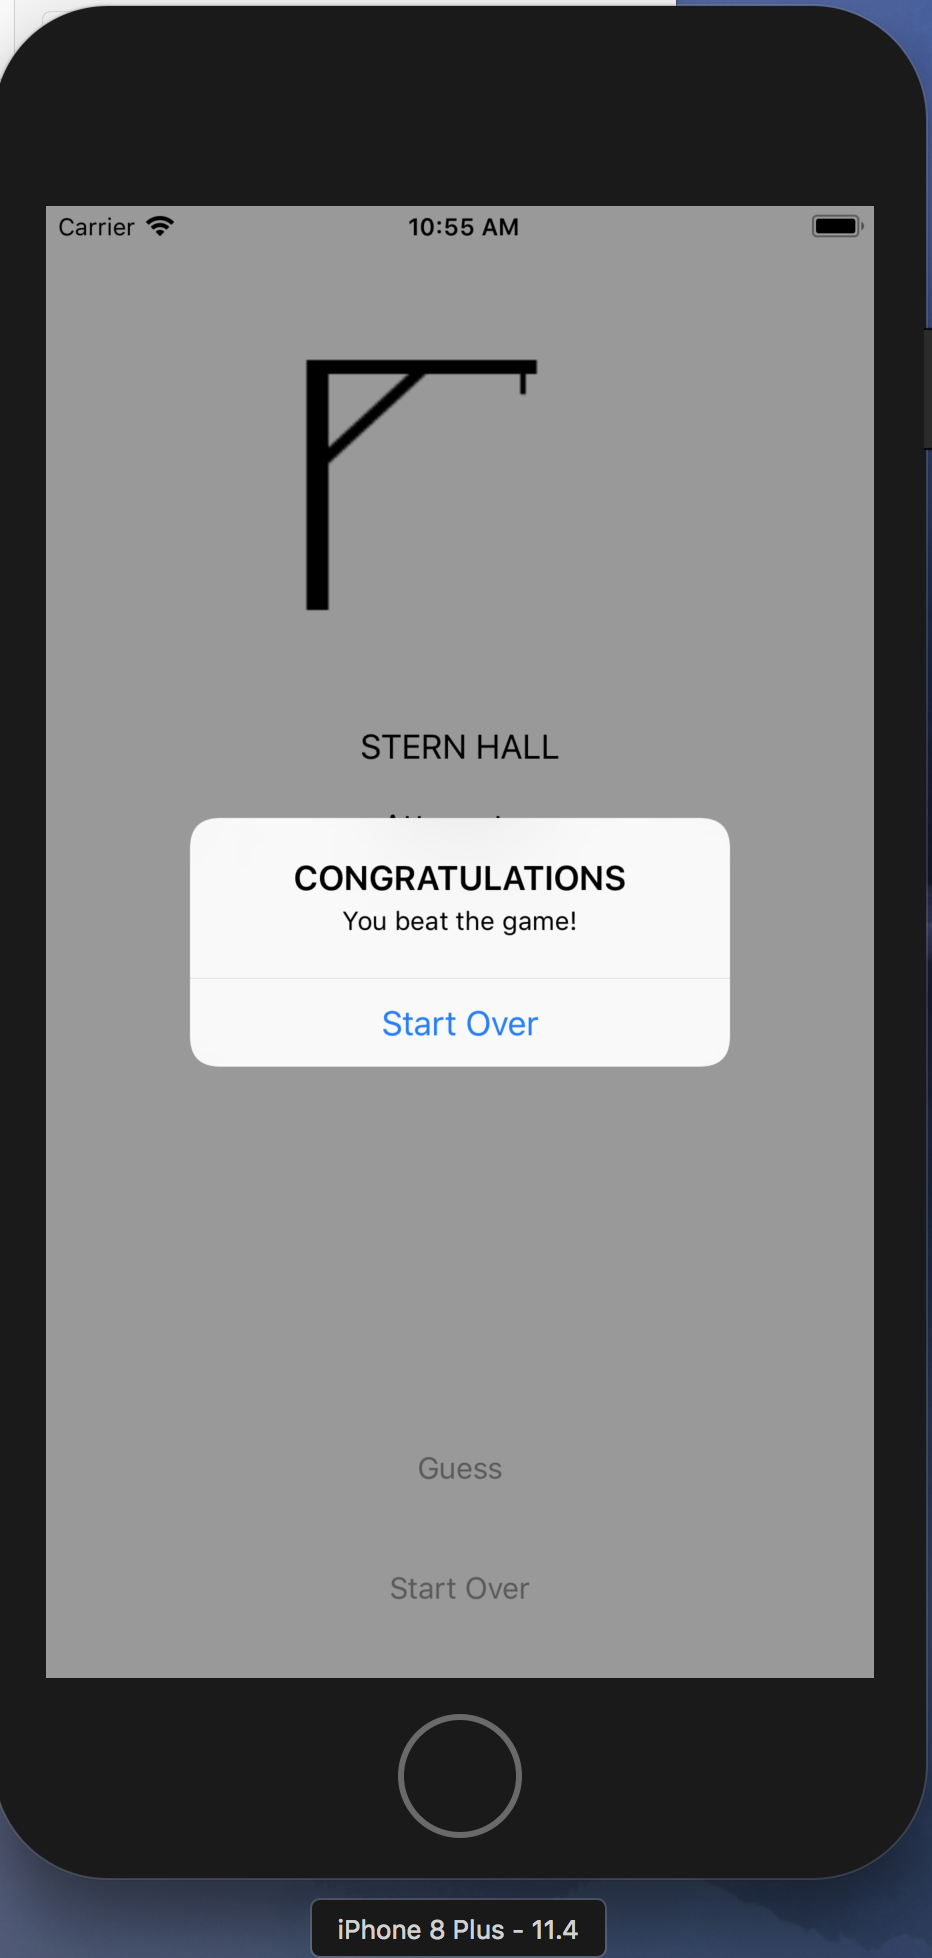 Carrier 10:55 AM
STERN HALL
CONGRATULATIONS
You beat the game!
Start Over
Guess
Start Over
iPhone 8 Plus - 11.4